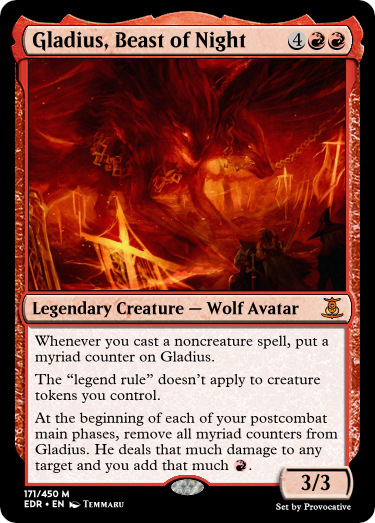 Gladius, Beast of Night 4
Legendary Creature — Wolf Avatar
Whenever you cast a noncreature spell, put a
myriad counter on Gladius.
The “legend rule” doesn’t apply to creature
tokens you control.
At the beginning of each of your postcombat
main phases, remove all myriad counters from
Gladius. He deals that much damage to any
target and you add that much .
3/3
171/450 M
EDR • EN Temmaru
Set by Provocative